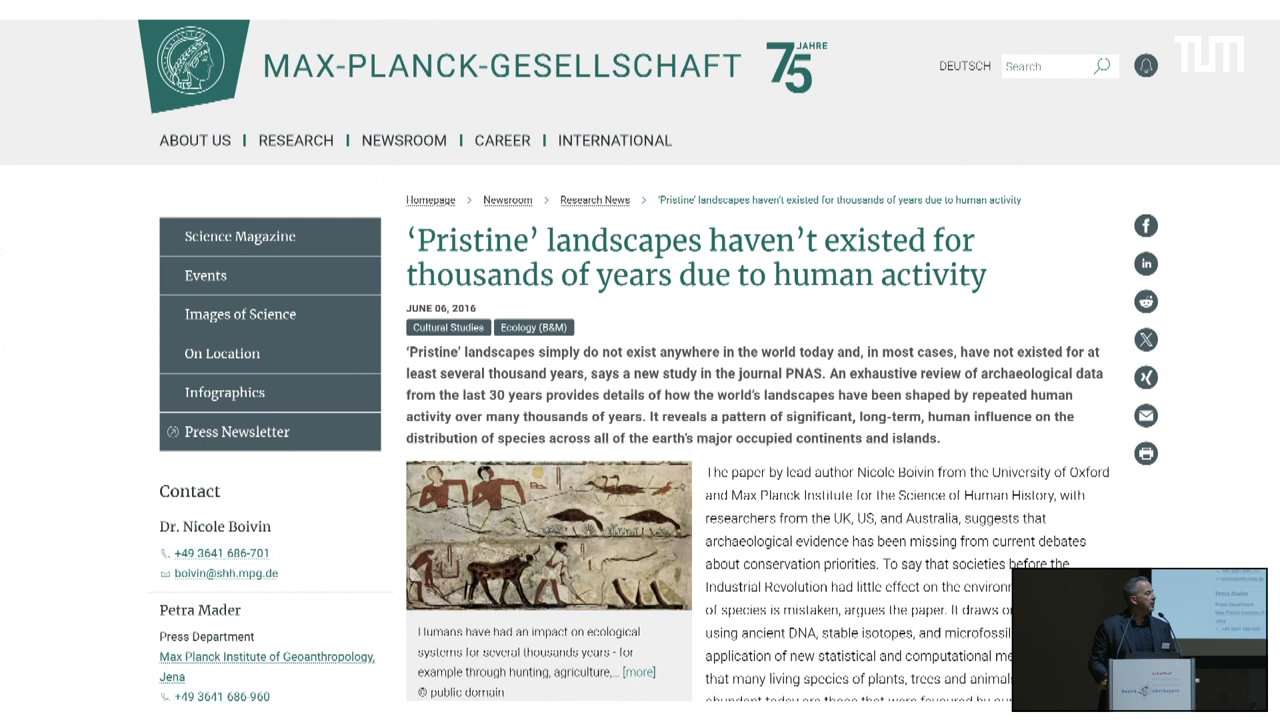 MAX-PLANCK-GESELLSCHAFT
75 JAHRE
DEUTSCH
Search
TUM
ABOUT US | RESEARCH | NEWSROOM | CAREER | INTERNATIONAL
Homepage > Newsroom > Research News > 'Pristine' landscapes haven't existed for thousands of years due to human activity
Science Magazine
Events
Images of Science
On Location
Infographics
Press Newsletter
Contact
Dr. Nicole Boivin
+49 3641 686-701
boivin@shh.mpg.de
Petra Mader
Press Department
Max Planck Institute of Geoanthropology,
Jena
+49 3641 686-960
‘Pristine’ landscapes haven’t existed for
thousands of years due to human activity
JUNE 06, 2016
Cultural Studies Ecology (B&M)
‘Pristine’ landscapes simply do not exist anywhere in the world today and, in most cases, have not existed for at
least several thousand years, says a new study in the journal PNAS. An exhaustive review of archaeological data
from the last 30 years provides details of how the world’s landscapes have been shaped by repeated human
activity over many thousands of years. It reveals a pattern of significant, long-term, human influence on the
distribution of species across all of the earth’s major occupied continents and islands.
Humans have had an impact on ecological
systems for several thousands years - for
example through hunting, agriculture,... [more]
© public domain
The paper by lead author Nicole Boivin from the University of Oxford
and Max Planck Institute for the Science of Human History, with
researchers from the UK, US, and Australia, suggests that
archaeological evidence has been missing from current debates
about conservation priorities. To say that societies before the
Industrial Revolution had little effect on the environ
of species is mistaken, argues the paper. It draws o
using ancient DNA, stable isotopes, and microfossil
application of new statistical and computational me
that many living species of plants, trees and animals
Petra Mader
Press Department
Jena
bezirk oberbayern